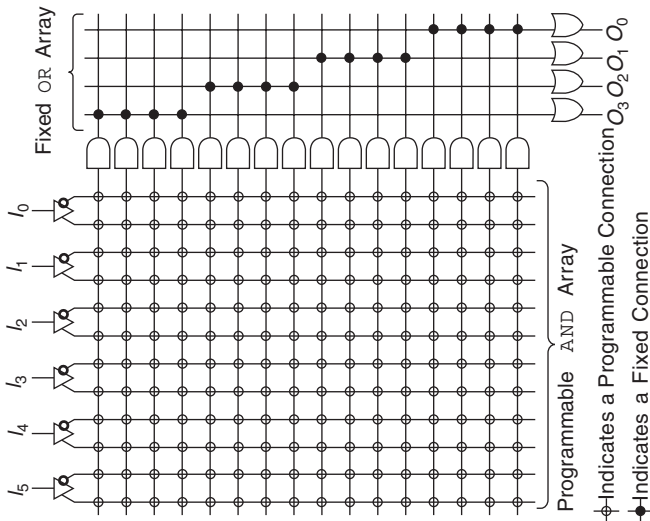 Fixed OR Array
O0
O1
O2
O3
I0
I1
I2
I3
I4
I5
Programmable AND Array
Indicates a Programmable Connection
Indicates a Fixed Connection